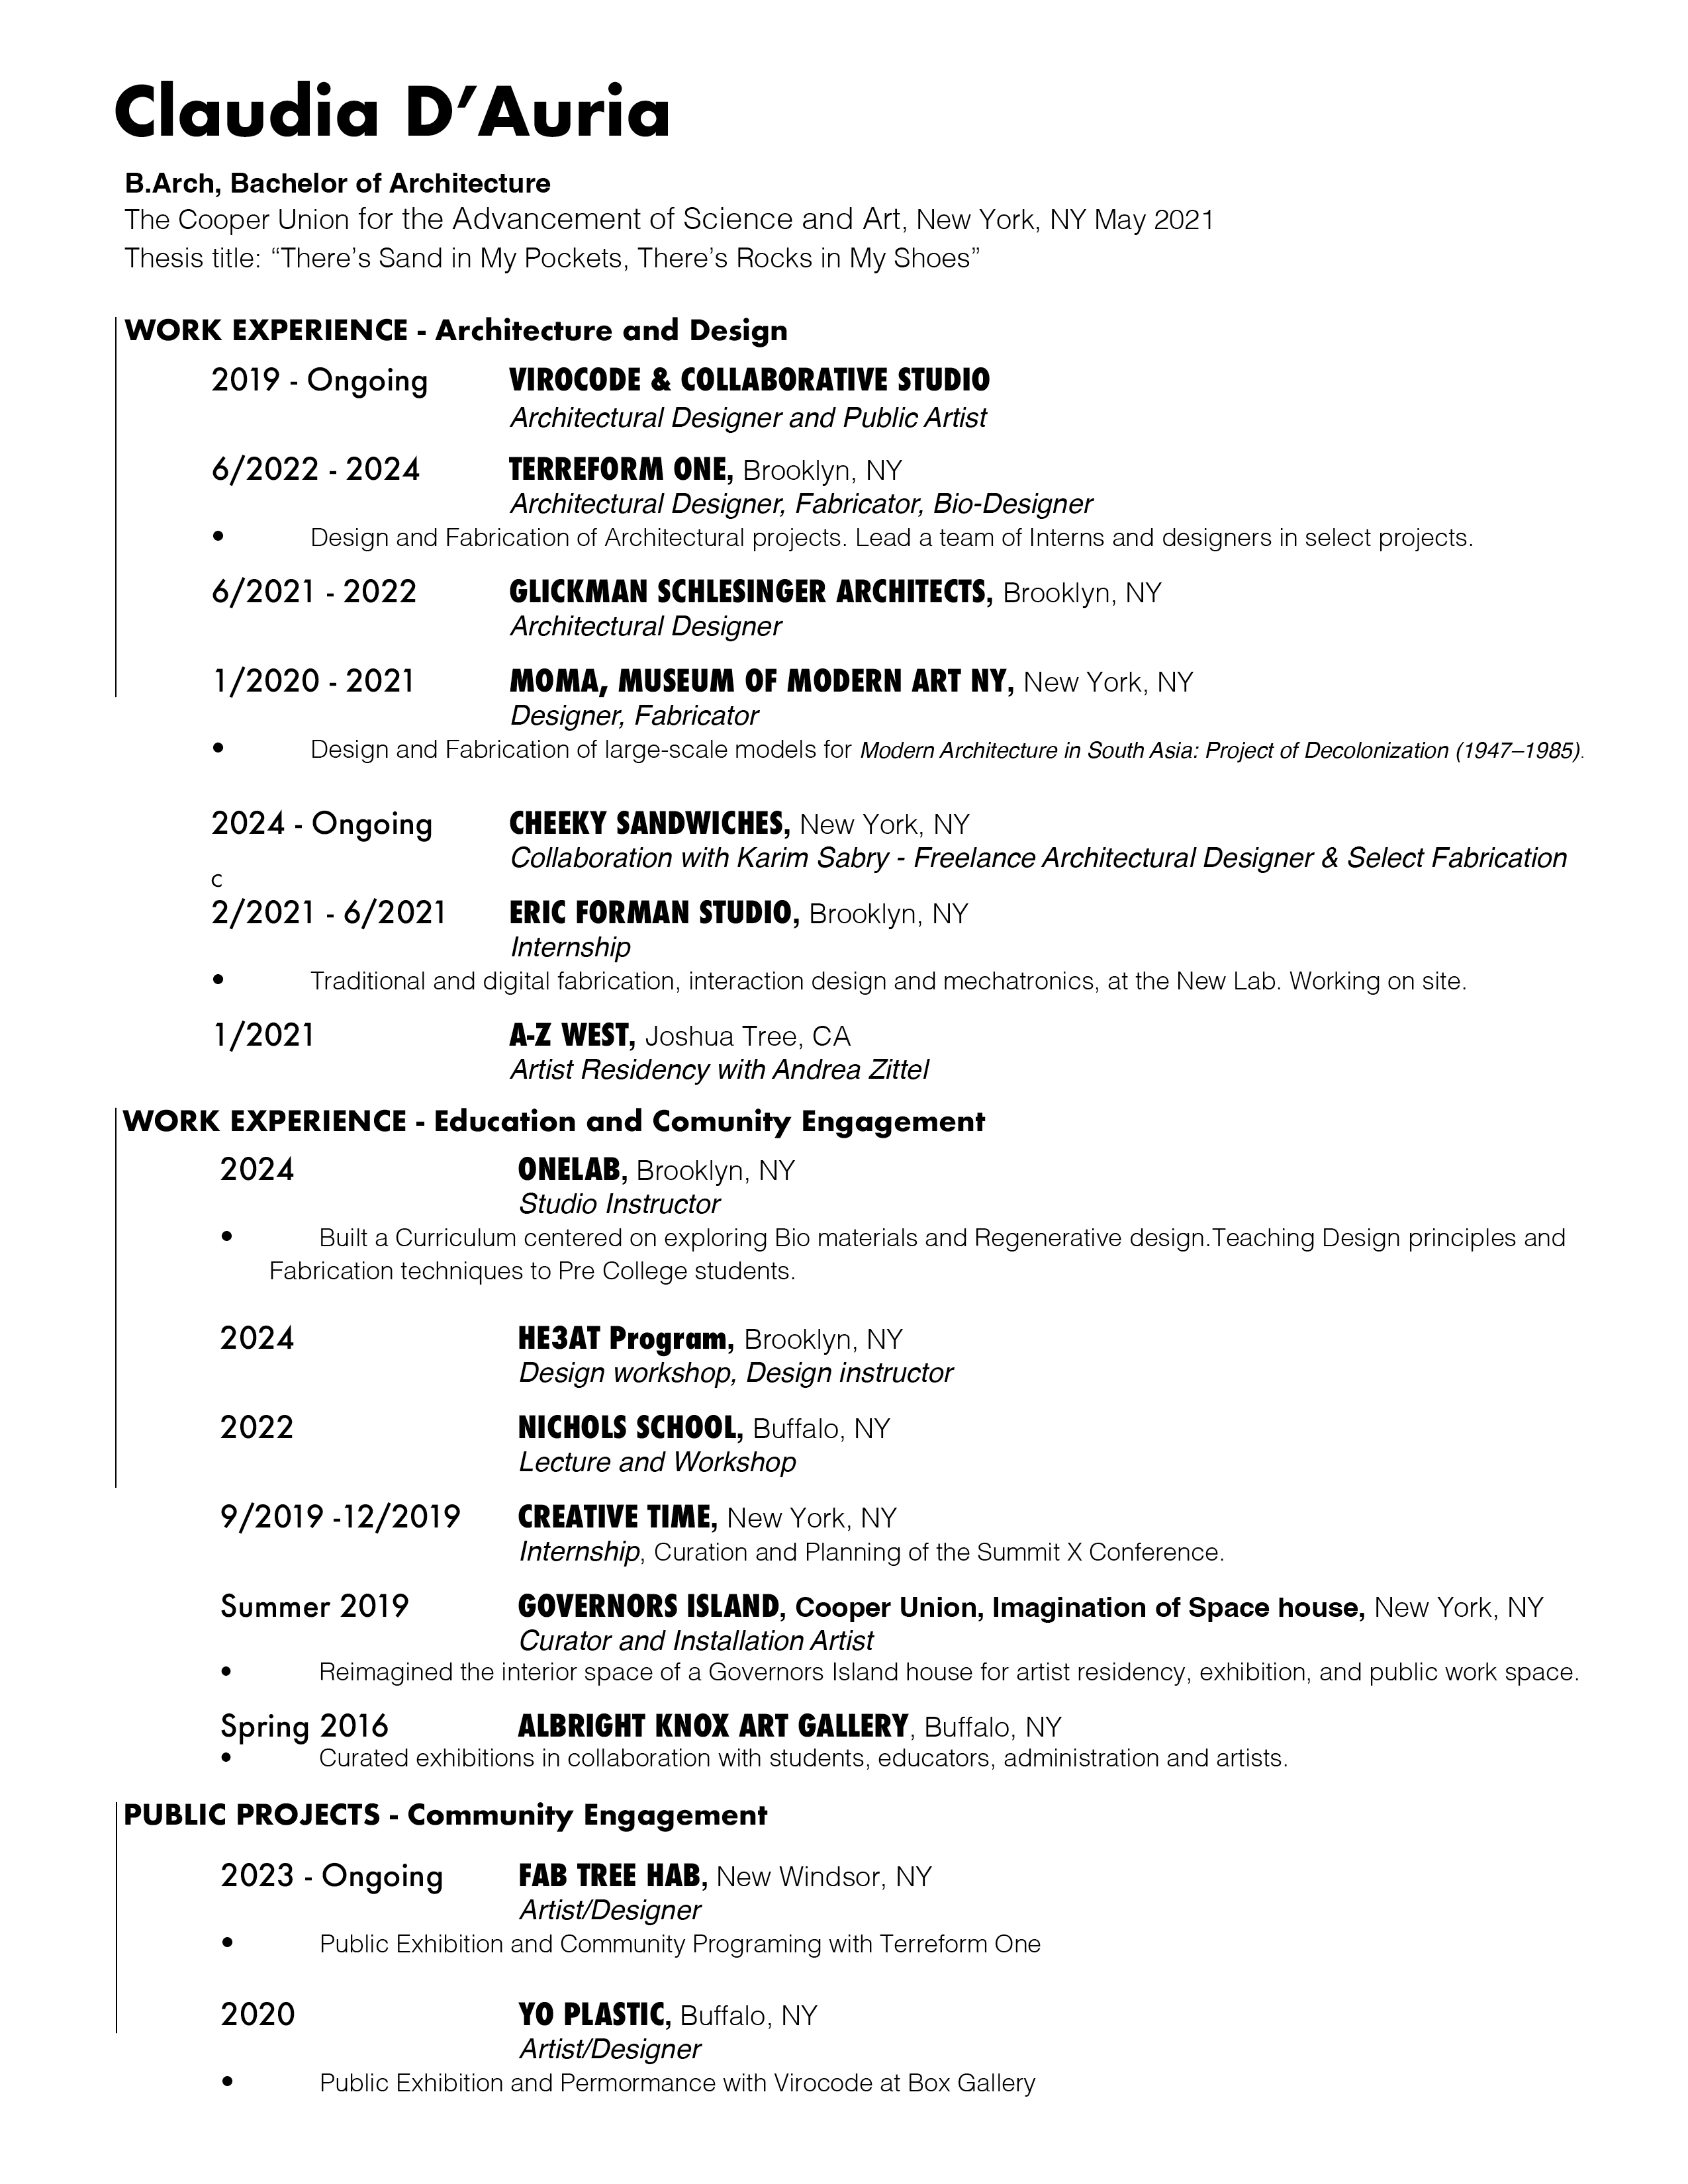 Claudia D’Auria
B.Arch, Bachelor of Architecture
The Cooper Union for the Advancement of Science and Art, New York, NY May 2021
Thesis title: “There’s Sand in My Pockets, There’s Rocks in My Shoes”
WORK EXPERIENCE - Architecture and Design
2019 - Ongoing VIROCODE & COLLABORATIVE STUDIO
Architectural Designer and Public Artist
6/2022 - 2024 TERREFORM ONE, Brooklyn, NY
Architectural Designer, Fabricator, Bio-Designer
• Design and Fabrication of Architectural projects. Lead a team of Interns and designers in select projects.
6/2021 - 2022 GLICKMAN SCHLESINGER ARCHITECTS, Brooklyn, NY
Architectural Designer
1/2020 - 2021 MOMA, MUSEUM OF MODERN ART NY, New York, NY
Designer, Fabricator
• Design and Fabrication of large-scale models for Modern Architecture in South Asia: Project of Decolonization (1947–1985).
2024 - Ongoing CHEEKY SANDWICHES, New York, NY
Collaboration with Karim Sabry - Freelance Architectural Designer & Select Fabrication
c
2/2021 - 6/2021 ERIC FORMAN STUDIO, Brooklyn, NY
Internship
• Traditional and digital fabrication, interaction design and mechatronics, at the New Lab. Working on site.
1/2021 A-Z WEST, Joshua Tree, CA
Artist Residency with Andrea Zittel
WORK EXPERIENCE - Education and Comunity Engagement
2024 ONELAB, Brooklyn, NY
Studio Instructor
• Built a Curriculum centered on exploring Bio materials and Regenerative design.Teaching Design principles and
Fabrication techniques to Pre College students.
2024 HE3AT Program, Brooklyn, NY
Design workshop, Design instructor
2022 NICHOLS SCHOOL, Buffalo, NY
Lecture and Workshop
9/2019 -12/2019 CREATIVE TIME, New York, NY
Internship, Curation and Planning of the Summit X Conference.
Summer 2019 GOVERNORS ISLAND, Cooper Union, Imagination of Space house, New York, NY
Curator and Installation Artist
• Reimagined the interior space of a Governors Island house for artist residency, exhibition, and public work space.
Spring 2016 ALBRIGHT KNOX ART GALLERY, Buffalo, NY
• Curated exhibitions in collaboration with students, educators, administration and artists.
PUBLIC PROJECTS - Community Engagement
2023 - Ongoing FAB TREE HAB, New Windsor, NY
Artist/Designer
• Public Exhibition and Community Programing with Terreform One
2020 YO PLASTIC, Buffalo, NY
Artist/Designer
• Public Exhibition and Permormance with Virocode at Box Gallery